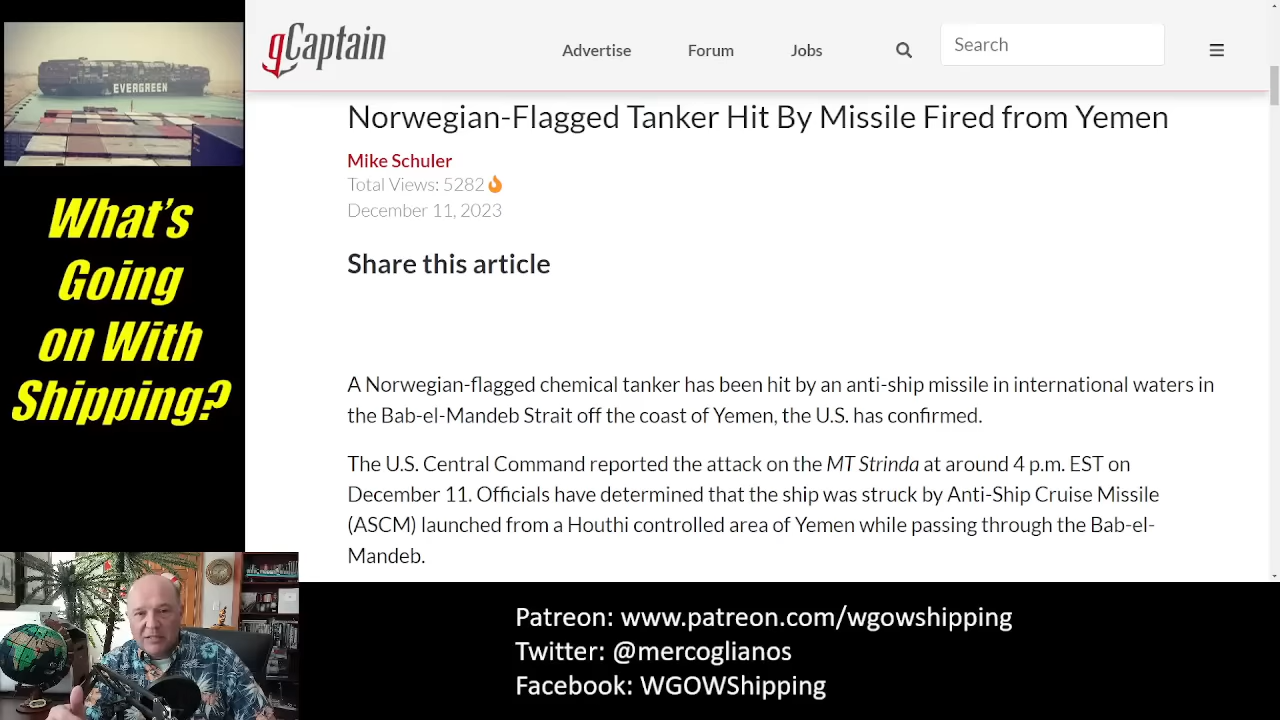 EVERGREEN
What's
Going
on With
Shipping?
gCaptain
Advertise
Forum
Jobs
Search
Norwegian-Flagged Tanker Hit By Missile Fired from Yemen
Mike Schuler
Total Views: 5282
December 11, 2023
Share this article
A Norwegian-flagged chemical tanker has been hit by an anti-ship missile in international waters in
the Bab-el-Mandeb Strait off the coast of Yemen, the U.S. has confirmed.
The U.S. Central Command reported the attack on the MT Strinda at around 4 p.m. EST on
December 11. Officials have determined that the ship was struck by Anti-Ship Cruise Missile
(ASCM) launched from a Houthi controlled area of Yemen while passing through the Bab-el-
Mandeb.
Patreon: www.patreon.com/wgowshipping
Twitter: @mercoglianos
Facebook: WGOWShipping